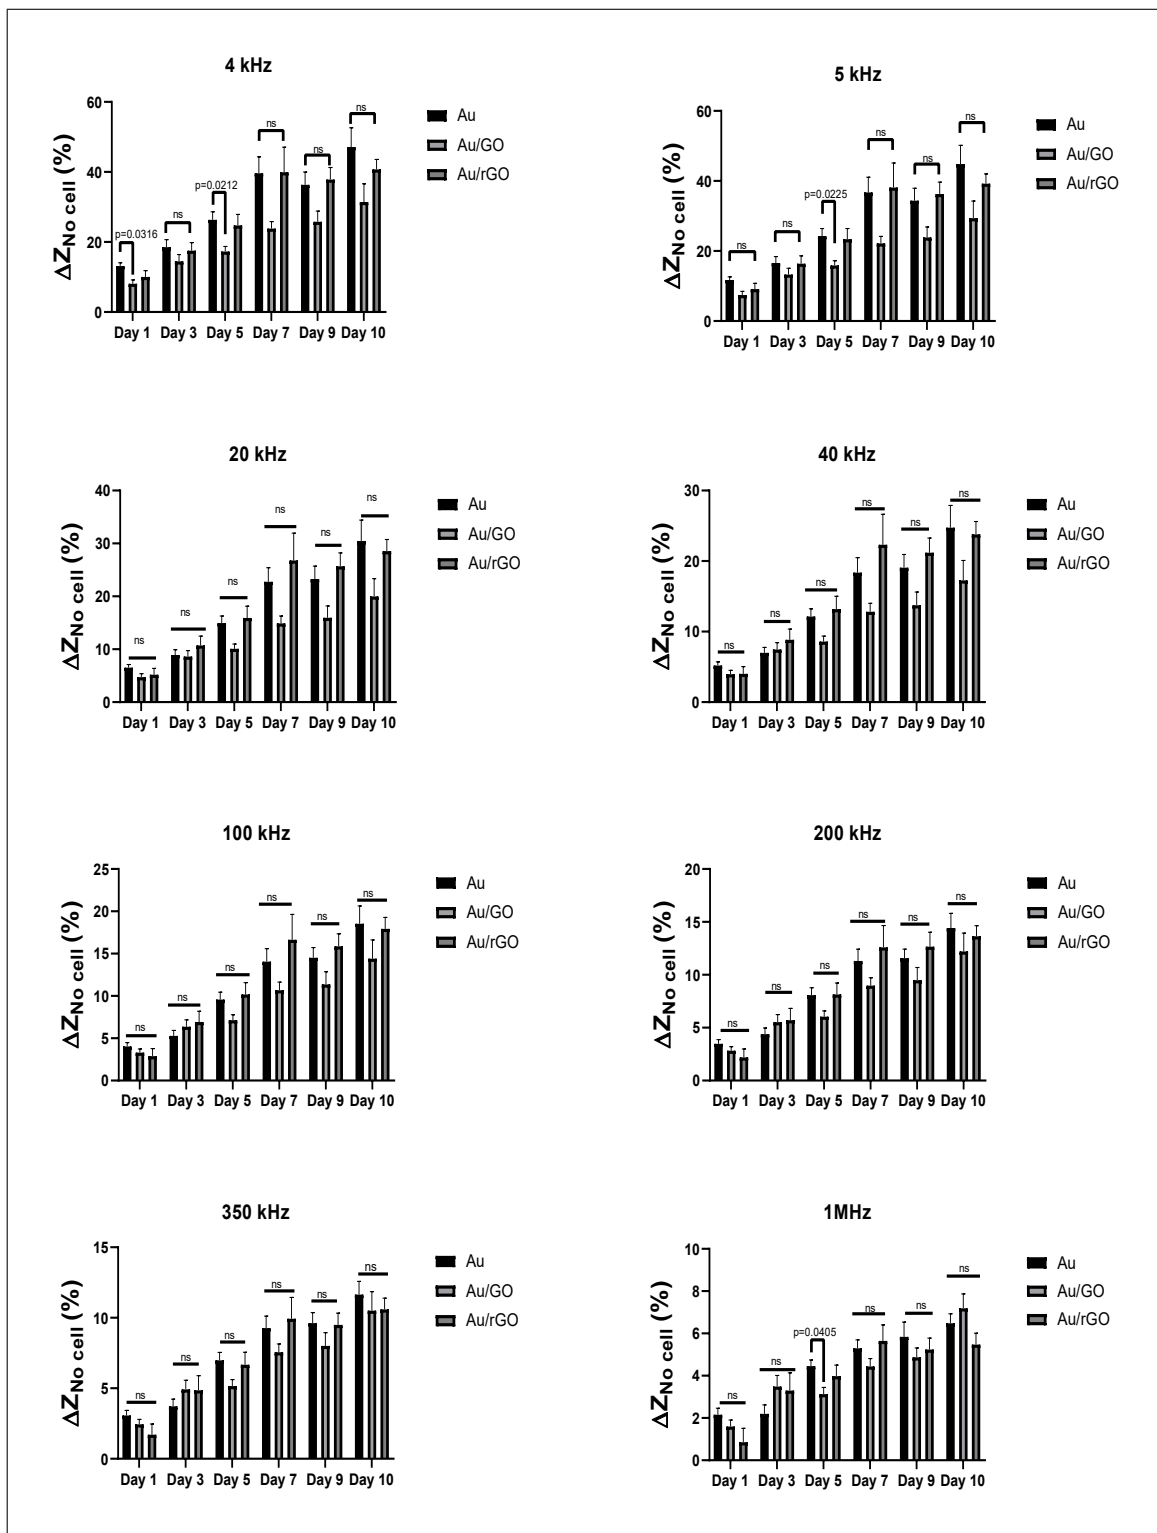 4 kHz
ΔZNo cell (%)
60
40
20
0
p=0.0316
ns
p=0.0212
ns
ns
ns
Day 1 Day 3 Day 5 Day 7 Day 9 Day 10
Au
Au/GO
Au/rGO
5 kHz
ΔZNo cell (%)
60
40
20
0
ns
ns
p=0.0225
ns
ns
ns
Day 1 Day 3 Day 5 Day 7 Day 9 Day 10
Au
Au/GO
Au/rGO
20 kHz
ΔZNo cell (%)
40
30
20
10
0
ns
ns
ns
ns
ns
ns
Day 1 Day 3 Day 5 Day 7 Day 9 Day 10
Au
Au/GO
Au/rGO
40 kHz
ΔZNo cell (%)
30
20
10
0
ns
ns
ns
ns
ns
ns
Day 1 Day 3 Day 5 Day 7 Day 9 Day 10
Au
Au/GO
Au/rGO
100 kHz
ΔZNo cell (%)
25
20
15
10
5
0
ns
ns
ns
ns
ns
ns
Day 1 Day 3 Day 5 Day 7 Day 9 Day 10
Au
Au/GO
Au/rGO
200 kHz
ΔZNo cell (%)
20
15
10
5
0
ns
ns
ns
ns
ns
ns
Day 1 Day 3 Day 5 Day 7 Day 9 Day 10
Au
Au/GO
Au/rGO
350 kHz
ΔZNo cell (%)
15
10
5
0
ns
ns
ns
ns
ns
ns
Day 1 Day 3 Day 5 Day 7 Day 9 Day 10
Au
Au/GO
Au/rGO
1MHz
ΔZNo cell (%)
10
8
6
4
2
0
ns
ns
p=0.0405
ns
ns
ns
Day 1 Day 3 Day 5 Day 7 Day 9 Day 10
Au
Au/GO
Au/rGO